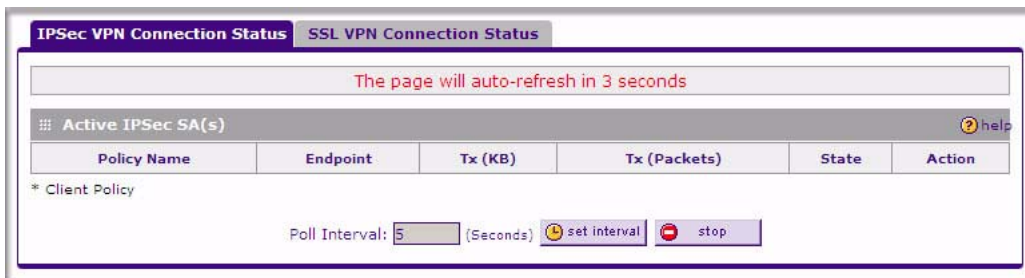 IPSec VPN Connection Status SSL VPN Connection Status
The page will auto-refresh in 3 seconds
Active IPSec SA(s) help
Policy Name Endpoint Tx (KB) Tx (Packets) State Action
* Client Policy
Poll Interval: 5 (Seconds) set interval stop